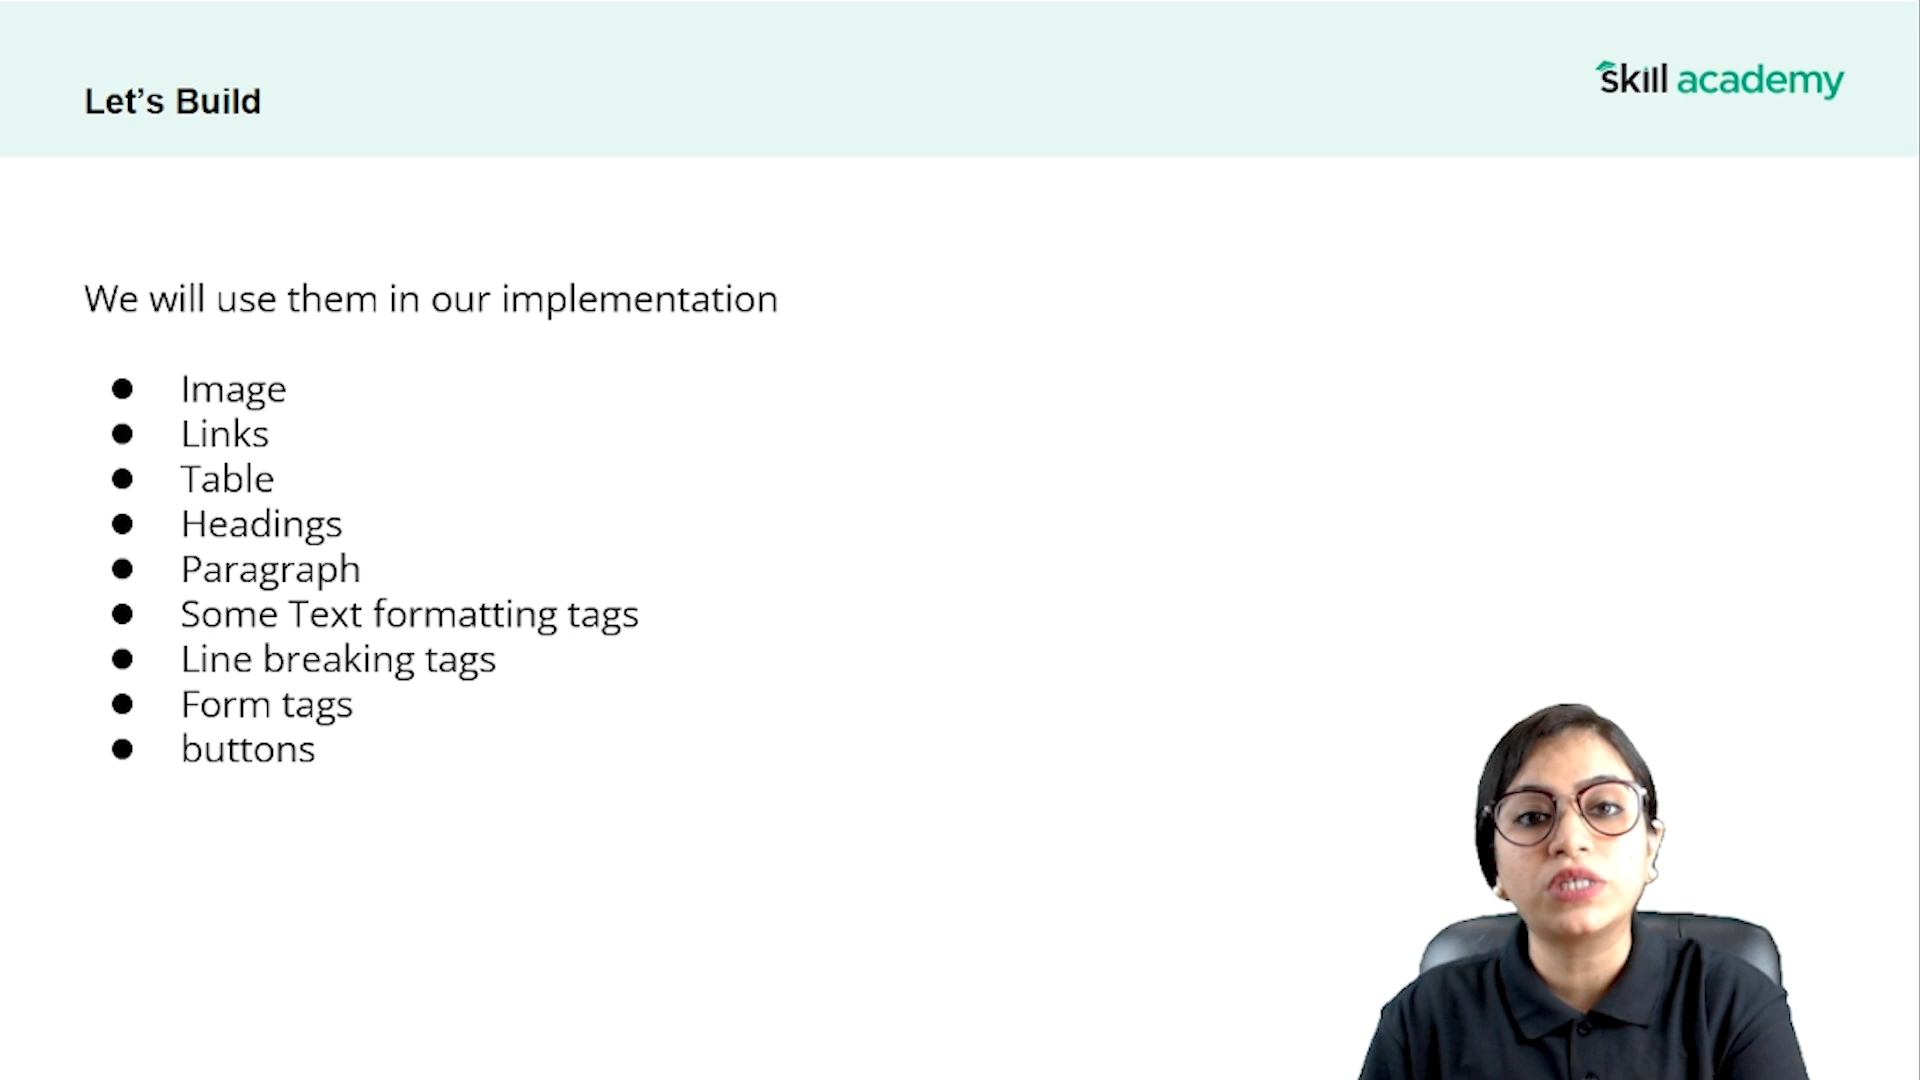 Let’s Build
skill academy
We will use them in our implementation
● Image
● Links
● Table
● Headings
● Paragraph
● Some Text formatting tags
● Line breaking tags
● Form tags
● buttons